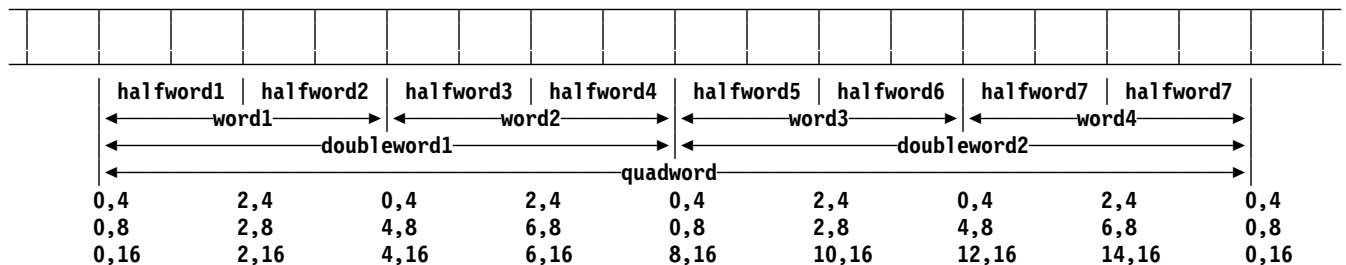 halfword1 halfword2 halfword3 halfword4 halfword5 halfword6 halfword7 halfword7
word1 word2 word3 word4
doubleword1 doubleword2
quadword
0,4 2,4 0,4 2,4 0,4 2,4 0,4 2,4 0,4
0,8 2,8 4,8 6,8 0,8 2,8 4,8 6,8 0,8
0,16 2,16 4,16 6,16 8,16 10,16 12,16 14,16 0,16